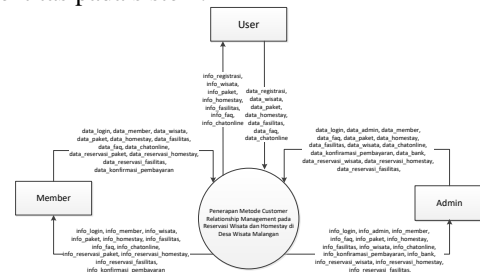 User
info_registrasi,
info_wisata,
info_paket,
info_homestay,
info_fasilitas,
info_faq,
info_chatonline
data_registrasi,
data_wisata,
data_paket,
data_homestay,
data_fasilitas,
data_faq,
data_chatonline
data_login, data_member, data_wisata,
data_paket, data_homestay, data_fasilitas,
data_faq, data_chatonline,
data_reservasi_paket, data_reservasi_homestay,
data_reservasi_fasilitas,
data_konfirmasi_pembayaran
data_login, data_admin, data_member,
data_faq, data_paket, data_homestay,
data_fasilitas, data_wisata, data_chatonline,
data_konfiramasi_pembayaran, data_bank,
data_reservasi_wisata, data_reservasi_homestay,
data_reservasi_fasilitas,
Member
Penerapan Metode Customer
Relationship Management pada
Reservasi Wisata dan Homestay di
Desa Wisata Malangan
Admin
info_login, info_member, info_wisata,
info_paket, info_homestay, info_fasilitas,
info_faq, info_chatonline,
info_reservasi_paket, info_reservasi_homestay,
info_reservasi_fasilitas,
info_konfirmasi_pembayaran
info_login, info_admin, info_member,
info_faq, info_paket, info_homestay,
info_fasilitas, info_wisata, info_chatonline,
info_konfirmasi_pembayaran, info_bank,
info_reservasi_wisata, info_reservasi_homestay,
info_reservasi_fasilitas,